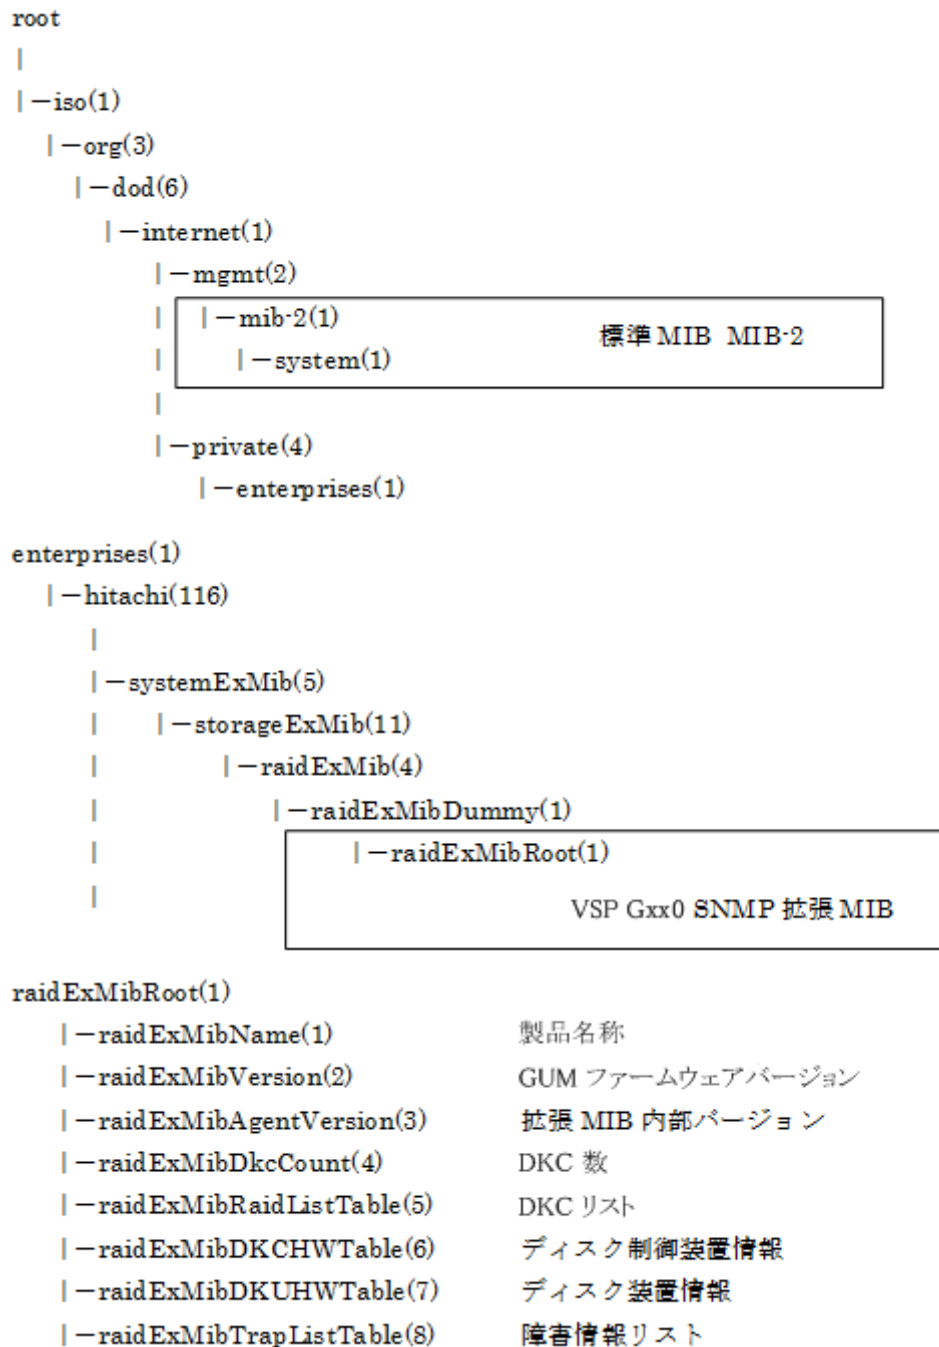 root
|
|－iso(1)
|－org(3)
|－dod(6)
|－internet(1)
|－mgmt(2)
| |－mib-2(1) 標準 MIB MIB-2
| |－system(1)
|
|－private(4)
|－enterprises(1)
enterprises(1)
|－hitachi(116)
|
|－systemExMib(5)
| |－storageExMib(11)
| |－raidExMib(4)
| |－raidExMibDummy(1)
| |－raidExMibRoot(1)
| VSP Gxx0 SNMP 拡張 MIB
raidExMibRoot(1)
|－raidExMibName(1) 製品名称
|－raidExMibVersion(2) GUM ファームウェアバージョン
|－raidExMibAgentVersion(3) 拡張 MIB 内部バージョン
|－raidExMibDkcCount(4) DKC 数
|－raidExMibRaidListTable(5) DKC リスト
|－raidExMibDKCHWTable(6) ディスク制御装置情報
|－raidExMibDKUHWTable(7) ディスク装置情報
|－raidExMibTrapListTable(8) 障害情報リスト